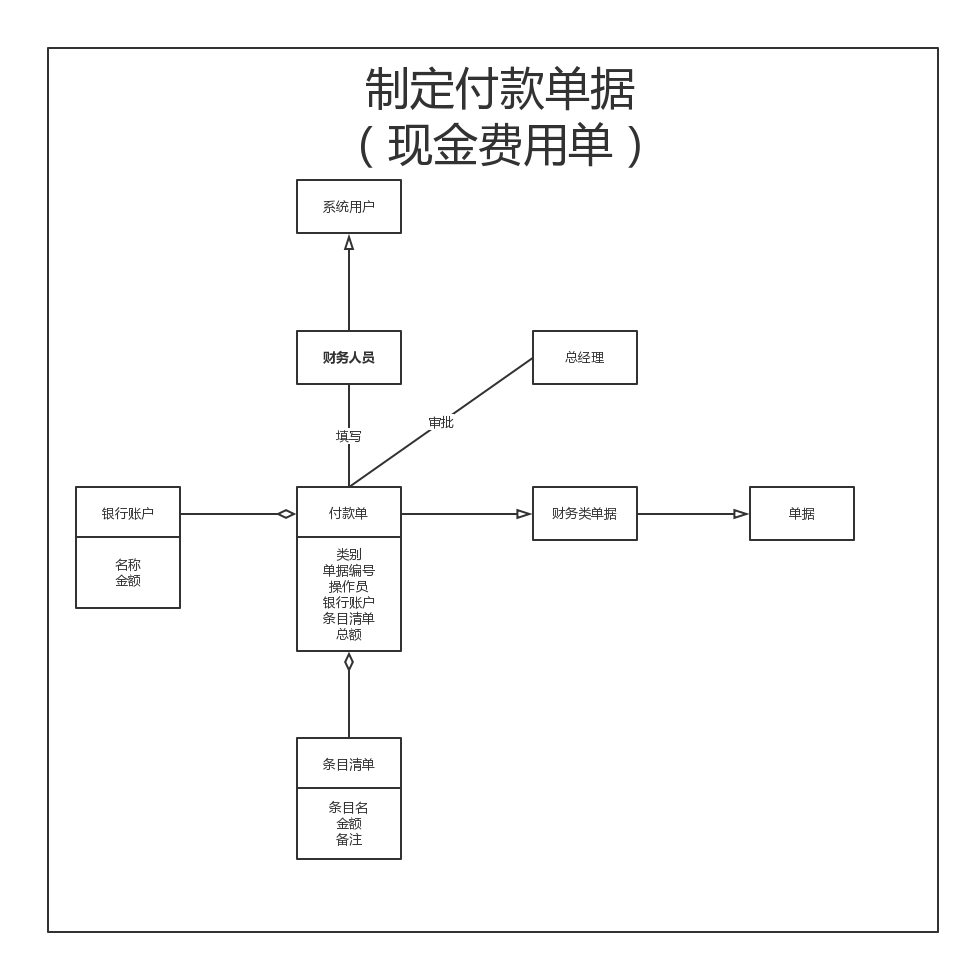 制定付款单据
（现金费用单）
系统用户
财务人员
总经理
审批
填写
银行账户
名称
金额
付款单
类别
单据编号
操作员
银行账户
条目清单
总额
财务类单据
单据
条目清单
条目名
金额
备注